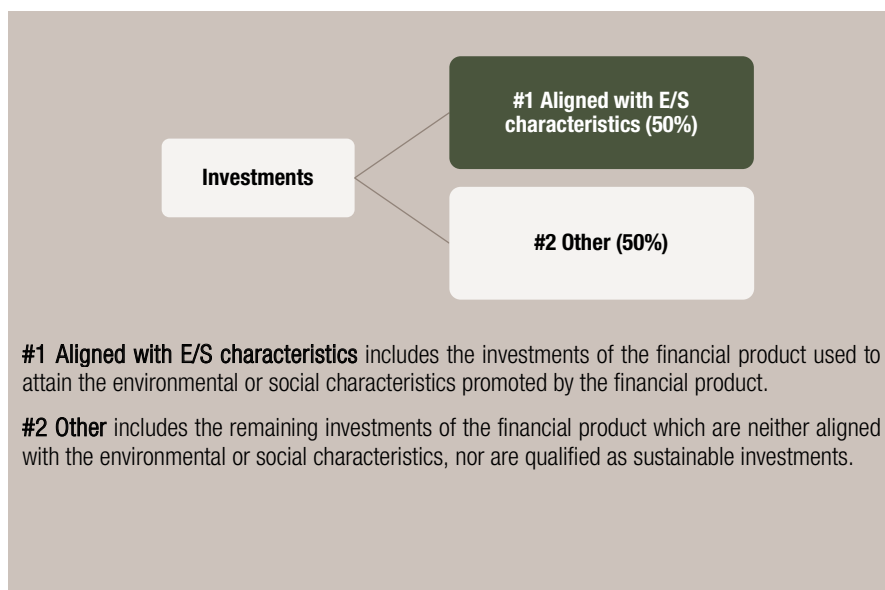 #1 Aligned with E/S
characteristics (50%)
Investments
#2 Other (50%)
#1 Aligned with E/S characteristics includes the investments of the financial product used to
attain the environmental or social characteristics promoted by the financial product.
#2 Other includes the remaining investments of the financial product which are neither aligned
with the environmental or social characteristics, nor are qualified as sustainable investments.